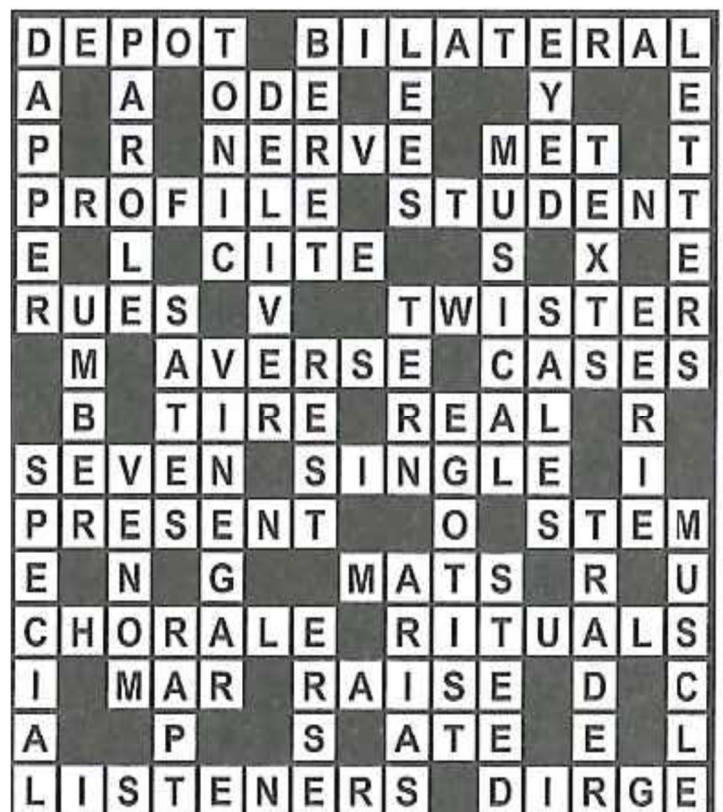 DEPOT BILATERAL
A A ODE E Y E
P R NERVE MET T
PROFILE STUDENT
E L CITE S X E
RUES V TWISTER
M AVERSE CASES
B TIRE REAL R
SEVEN SINGLE I
PRESENT O STEM
E N G MATS R U
CHORALE RITUALS
I MAR RAISE D C
A P S ATE E L
LISTENERS DIRGE